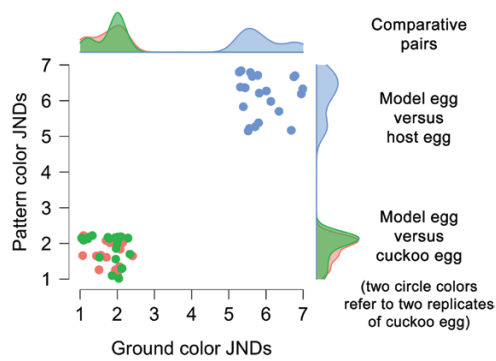 Comparative
pairs
Model egg
versus
host egg
Model egg
versus
cuckoo egg
(two circle colors
refer to two replicates
of cuckoo egg)
Pattern color JNDs
7
6
5
4
3
2
1
1 2 3 4 5 6 7
Ground color JNDs